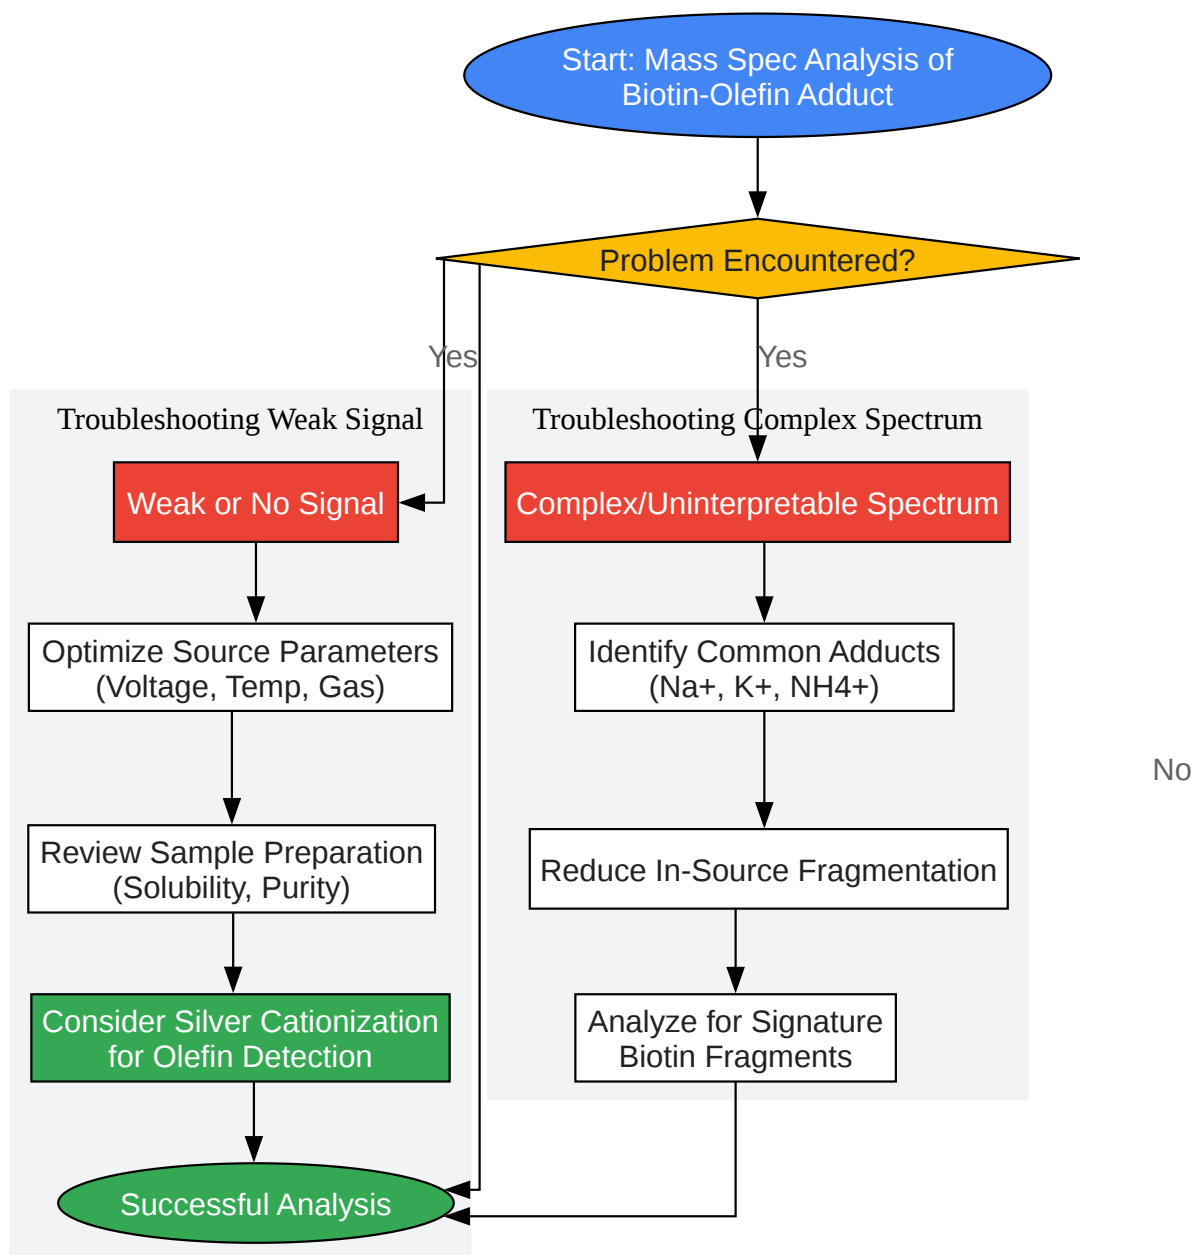 Start: Mass Spec Analysis of
Biotin-Olefin Adduct
Problem Encountered?
Yes
Yes
Troubleshooting Weak Signal
Weak or No Signal
Optimize Source Parameters
(Voltage, Temp, Gas)
Review Sample Preparation
(Solubility, Purity)
Consider Silver Cationization
for Olefin Detection
Troubleshooting Complex Spectrum
Complex/Uninterpretable Spectrum
Identify Common Adducts
(Na+, K+, NH4+)
Reduce In-Source Fragmentation
Analyze for Signature
Biotin Fragments
No
Successful Analysis